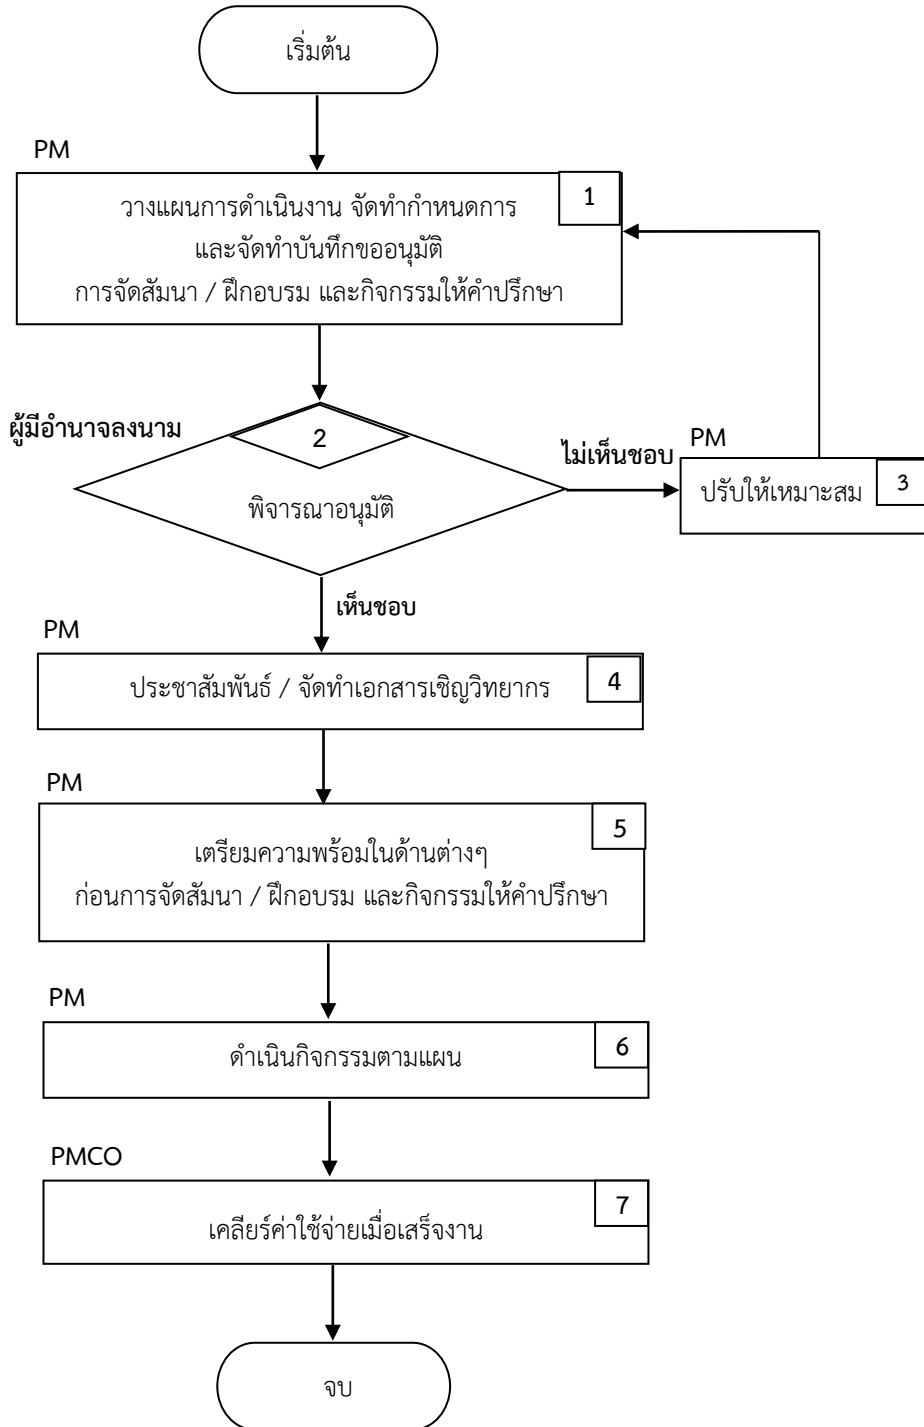 เริ่มต้น
PM
1
วางแผนการดำเนินงาน จัดทำกำหนดการ
และจัดทำบันทึกขออนุมัติ
การจัดสัมนา / ฝึกอบรม และกิจกรรมให้คำปรึกษา
ผู้มีอำนาจลงนาม
2
พิจารณาอนุมัติ
ไม่เห็นชอบ
PM
ปรับให้เหมาะสม
3
เห็นชอบ
PM
ประชาสัมพันธ์ / จัดทำเอกสารเชิญวิทยากร
4
PM
5
เตรียมความพร้อมในด้านต่างๆ
ก่อนการจัดสัมนา / ฝึกอบรม และกิจกรรมให้คำปรึกษา
PM
6
ดำเนินกิจกรรมตามแผน
PMCO
7
เคลียร์ค่าใช้จ่ายเมื่อเสร็จงาน
จบ